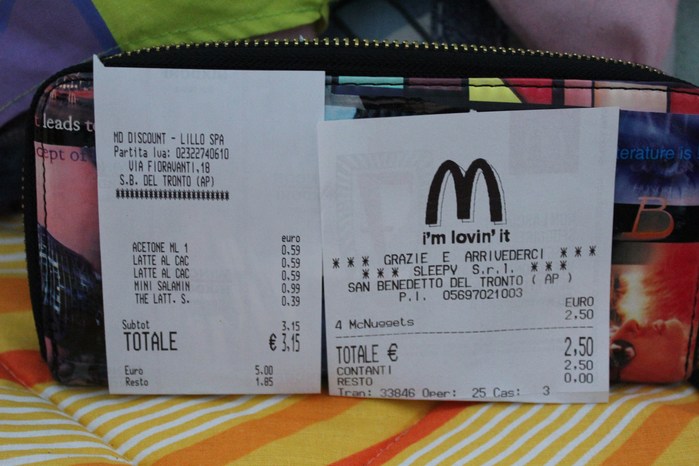 leads t
cept of
MD DISCOUNT - LILLO SPA
Partita Iva: 02322740610
VIA FIORAVANTI,18
S.B. DEL TRONTO (AP)
euro
ACETONE ML 1 0.59
LATTE AL CAC 0.59
LATTE AL CAC 0.59
MINI SALAMIN 0.99
THE LATT. S. 0.39
Subtot 3.15
TOTALE € 3,15
Euro 5.00
Resto 1.85
M
i'm lovin' it
*** GRAZIE E ARRIVEDERCI ***
*** SLEEPY S.r.l. ***
SAN BENEDETTO DEL TRONTO ( AP )
P.I. 05697021003
EURO
4 McNuggets 2,50
TOTALE € 2,50
CONTANTI 2.50
RESTO 0.00
Tran: 33846 Oper: 25 Cas: 3
terature is
B